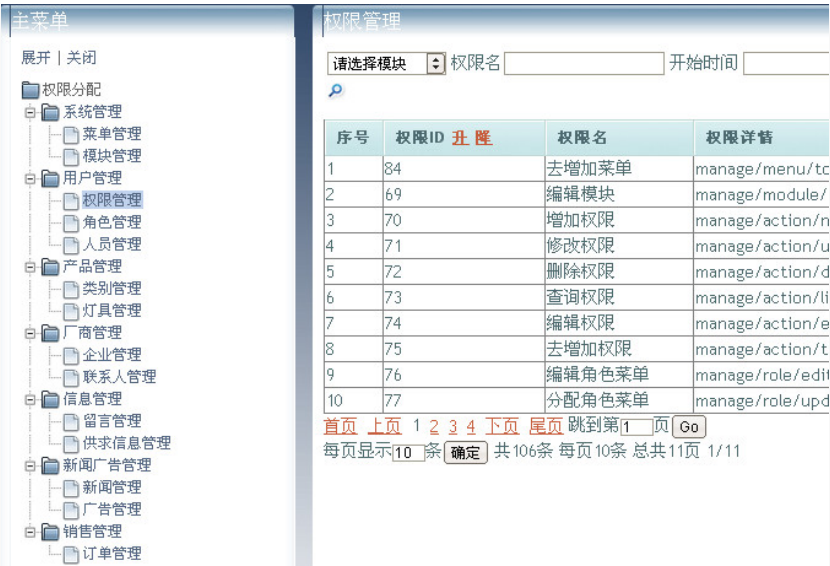 主菜单
展开 | 关闭
权限分配
系统管理
菜单管理
模块管理
用户管理
权限管理
角色管理
人员管理
产品管理
类别管理
灯具管理
厂商管理
企业管理
联系人管理
信息管理
留言管理
供求信息管理
新闻广告管理
新闻管理
广告管理
销售管理
订单管理
权限管理
请选择模块 权限名 开始时间
序号 权限ID 升 降 权限名 权限详情
1 84 去增加菜单 manage/menu/to
2 69 编辑模块 manage/module/
3 70 增加权限 manage/action/n
4 71 修改权限 manage/action/u
5 72 删除权限 manage/action/d
6 73 查询权限 manage/action/li
7 74 编辑权限 manage/action/e
8 75 去增加权限 manage/action/t
9 76 编辑角色菜单 manage/role/edit
10 77 分配角色菜单 manage/role/upd
首页 上页 1 2 3 4 下页 尾页 跳到第 1 页 Go
每页显示 10 条 确定 共106条 每页10条 总共11页 1/11